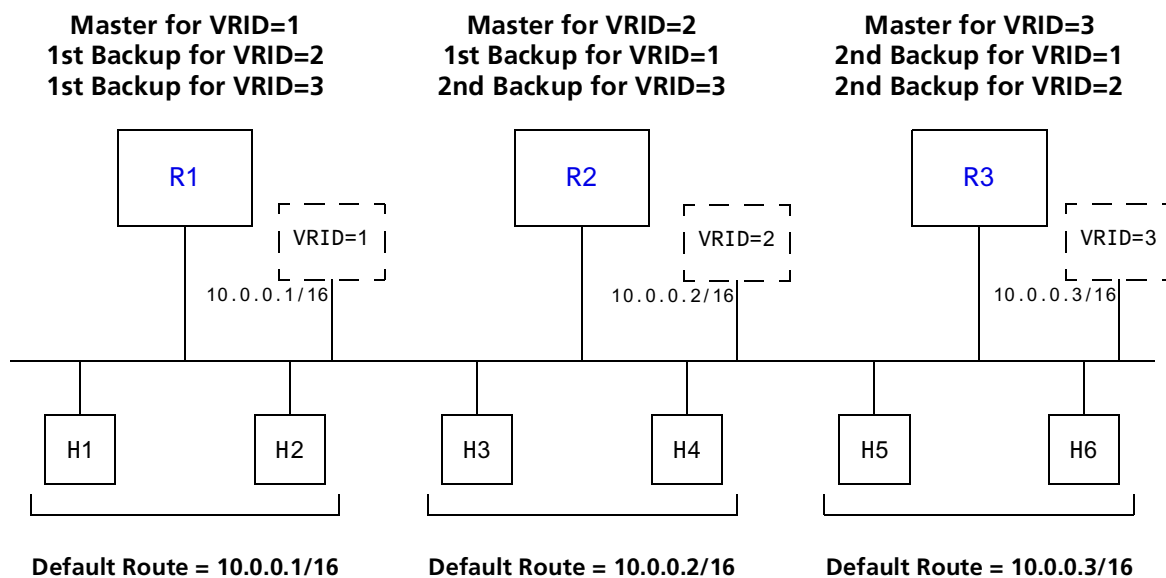 Master for VRID=1
1st Backup for VRID=2
1st Backup for VRID=3
Master for VRID=2
1st Backup for VRID=1
2nd Backup for VRID=3
Master for VRID=3
2nd Backup for VRID=1
2nd Backup for VRID=2
R1
R2
R3
VRID=1
VRID=2
VRID=3
10.0.0.1/16
10.0.0.2/16
10.0.0.3/16
H1
H2
H3
H4
H5
H6
Default Route = 10.0.0.1/16
Default Route = 10.0.0.2/16
Default Route = 10.0.0.3/16